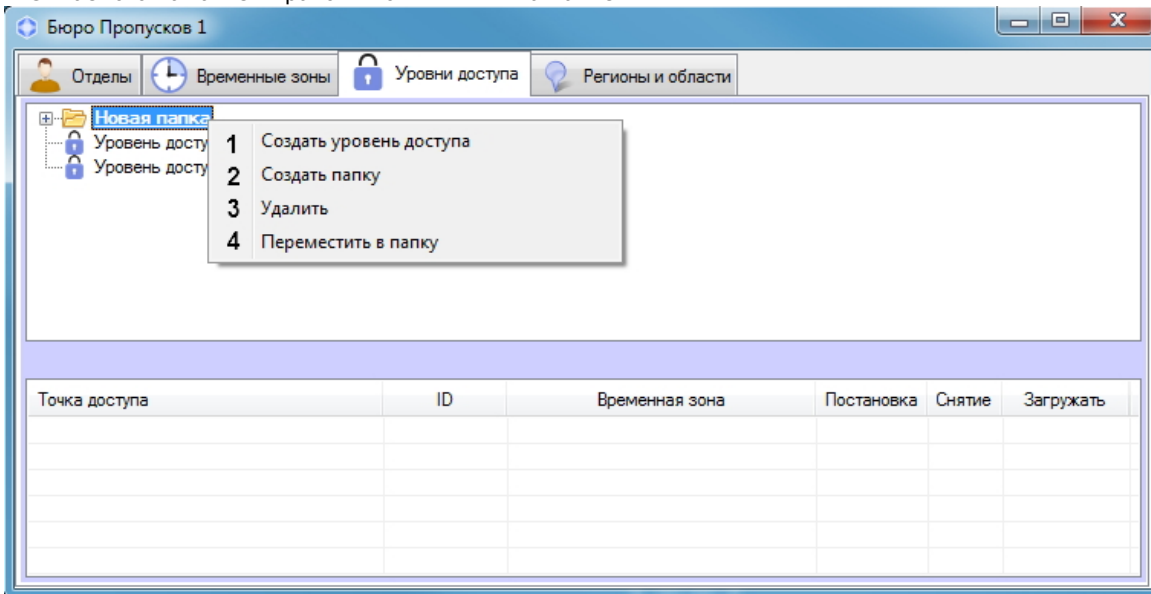 Бюро Пропусков 1
Отделы Временные зоны Уровни доступа Регионы и области
Новая папка
Уровень досту
Уровень досту
1 Создать уровень доступа
2 Создать папку
3 Удалить
4 Переместить в папку
Точка доступа ID Временная зона Постановка Снятие Загружать